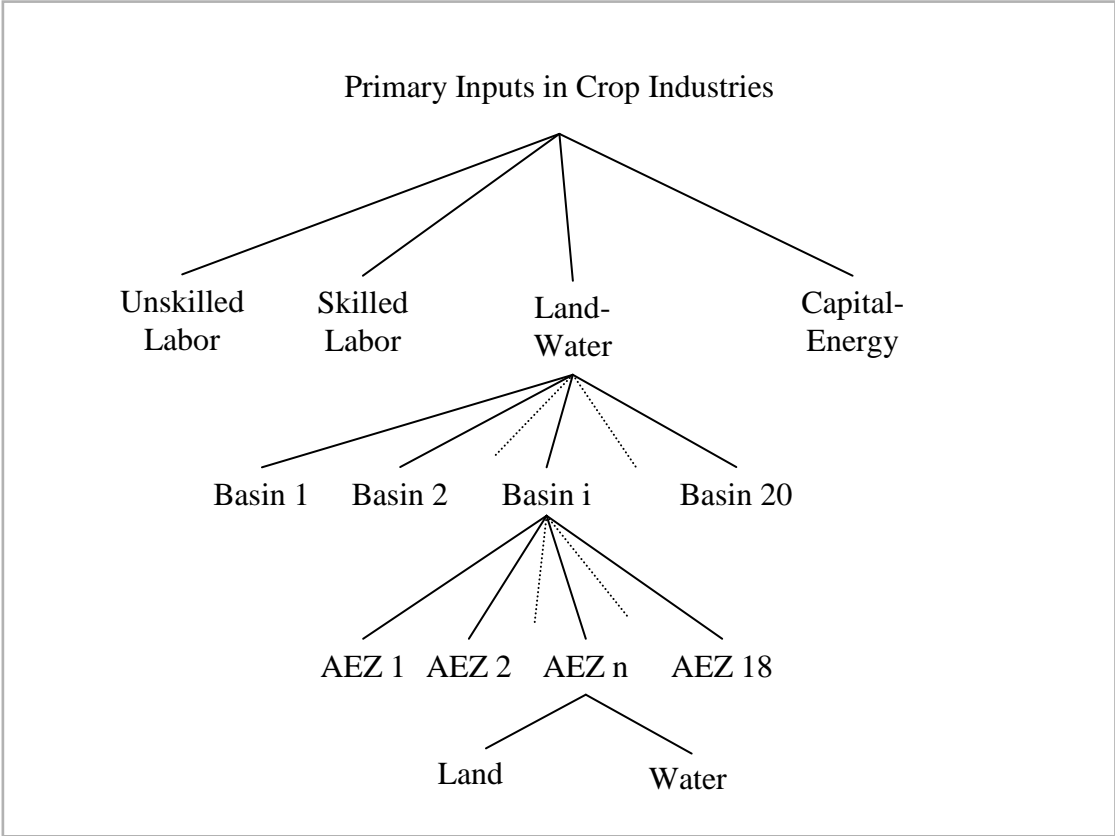 Primary Inputs in Crop Industries
Unskilled
Labor
Skilled
Labor
Land-
Water
Capital-
Energy
Basin 1
Basin 2
Basin i
Basin 20
AEZ 1
AEZ 2
AEZ n
AEZ 18
Land
Water